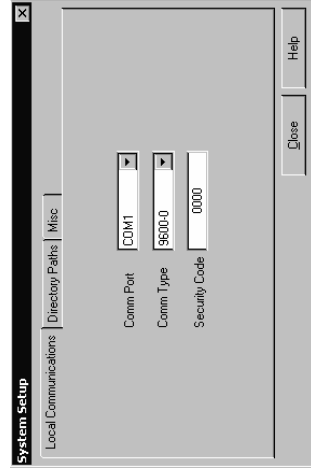 System Setup
Local Communications Directory Paths Misc
Comm Port COM1
Comm Type 9600-0
Security Code 0000
Close Help